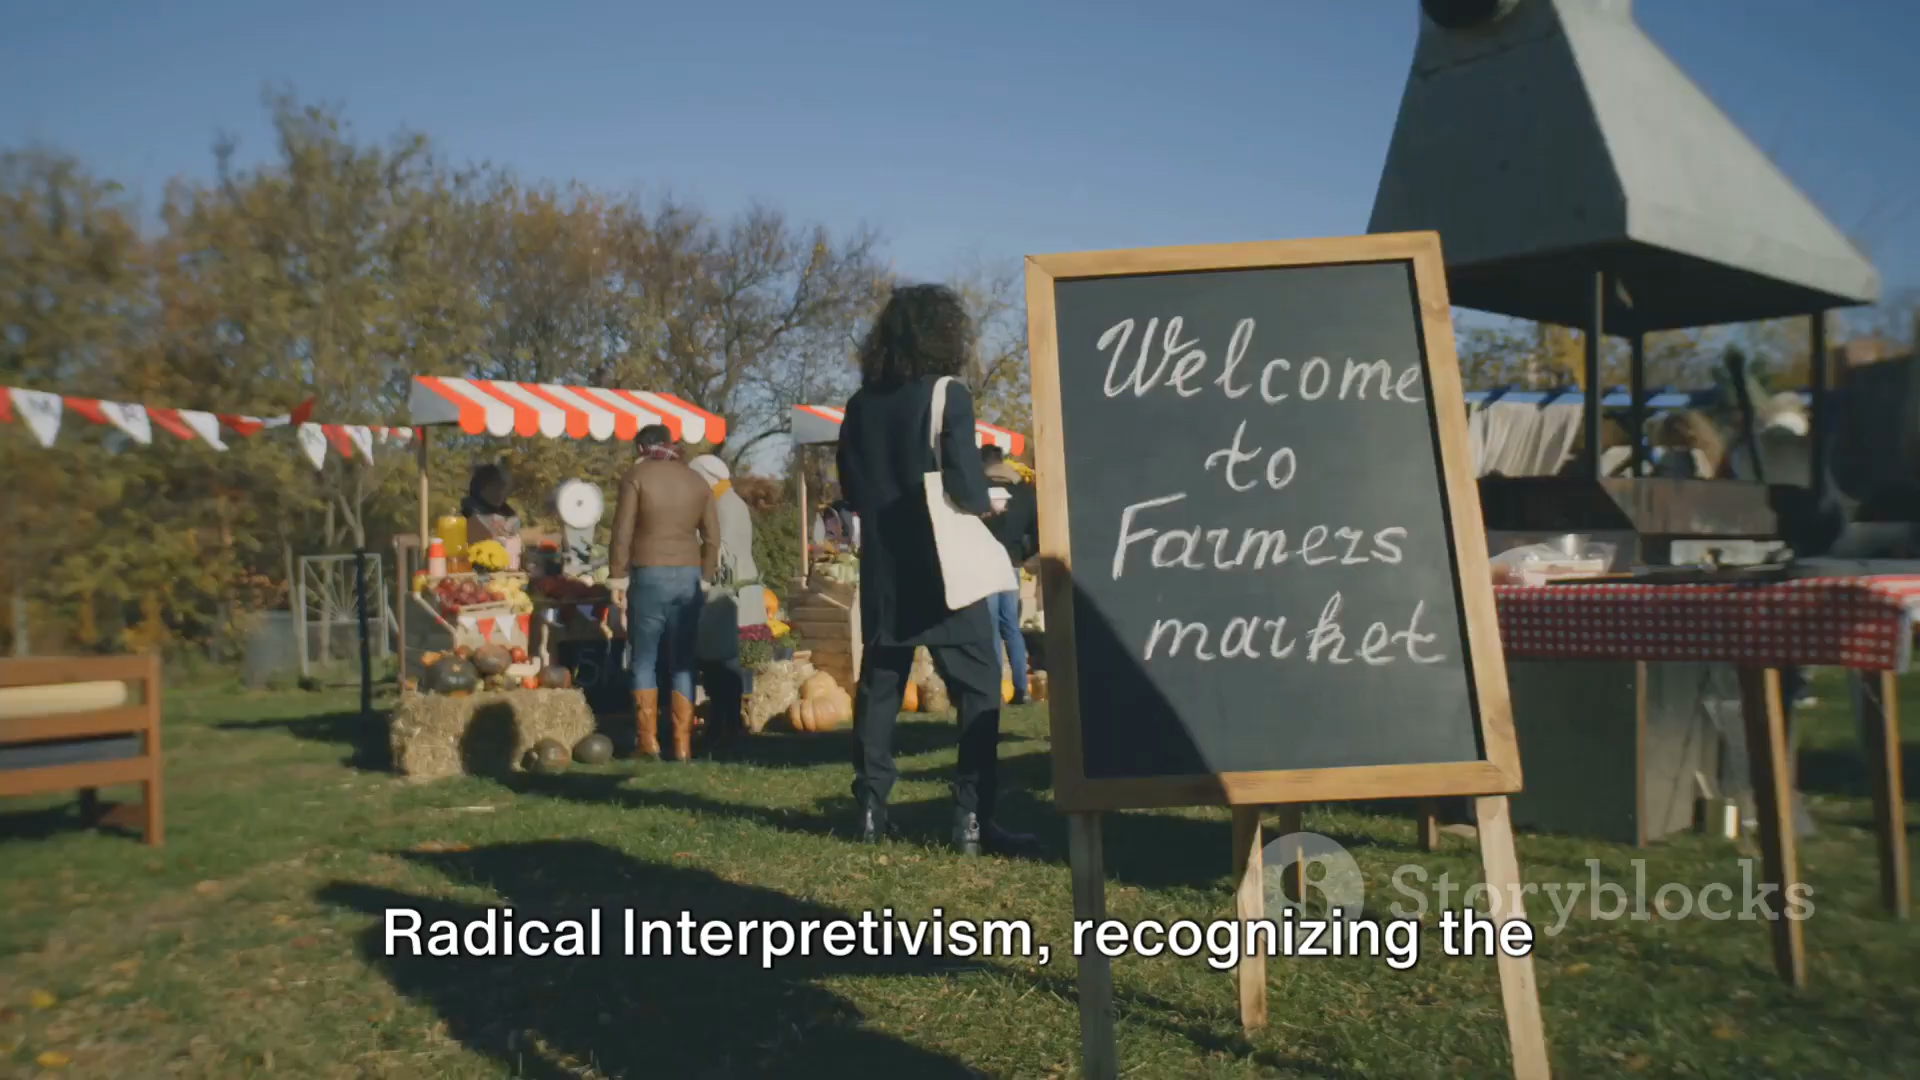 Welcome
to
Farmers
market
Storyblocks
Radical Interpretivism, recognizing the